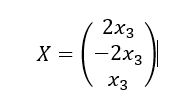 2x₃
X = −2x₃
x₃